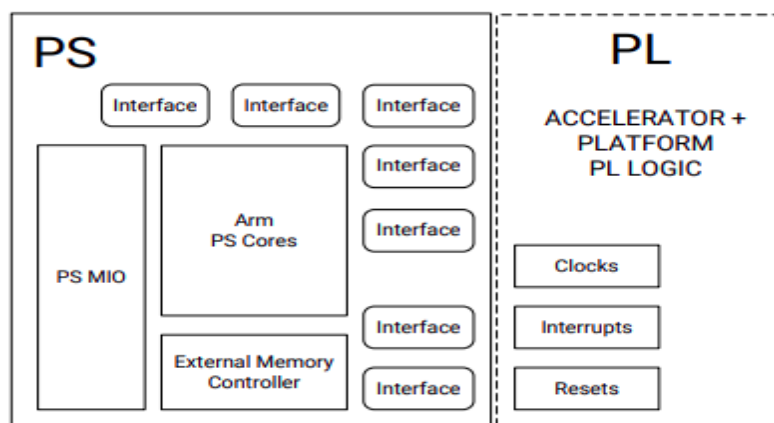 PS
Interface
Interface
Interface
Interface
Interface
Interface
Interface
PS MIO
Arm
PS Cores
External Memory
Controller
PL
ACCELERATOR +
PLATFORM
PL LOGIC
Clocks
Interrupts
Resets